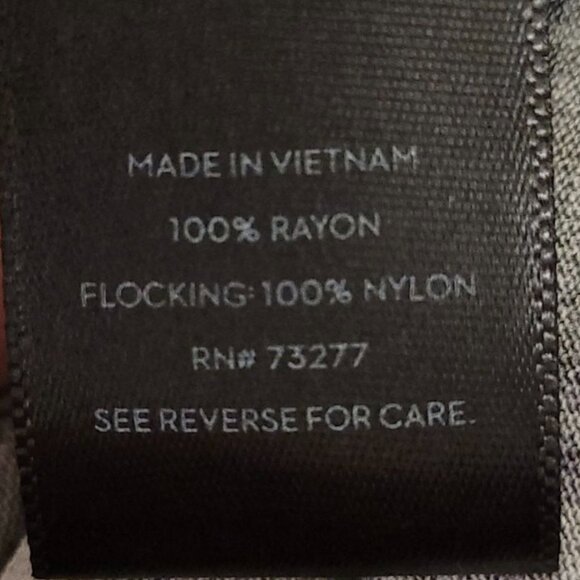 MADE IN VIETNAM
100% RAYON
FLOCKING: 100% NYLON
RN# 73277
SEE REVERSE FOR CARE.